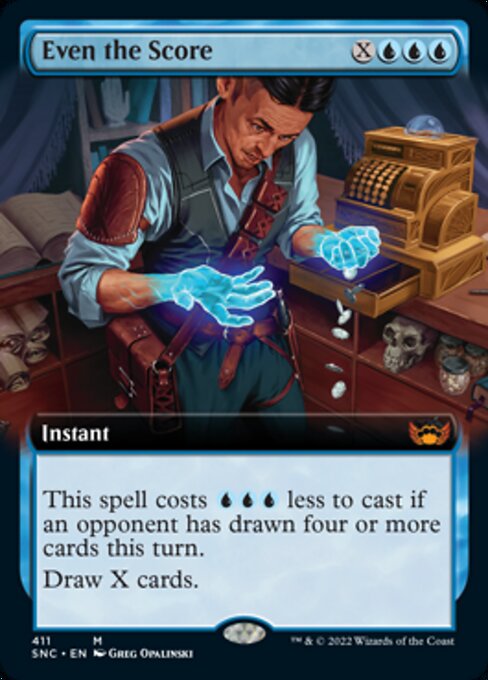 Even the Score X
Instant
This spell costs less to cast if
an opponent has drawn four or more
cards this turn.
Draw X cards.
411 M
SNC • EN Greg Opalinski
™ & © 2022 Wizards of the Coast